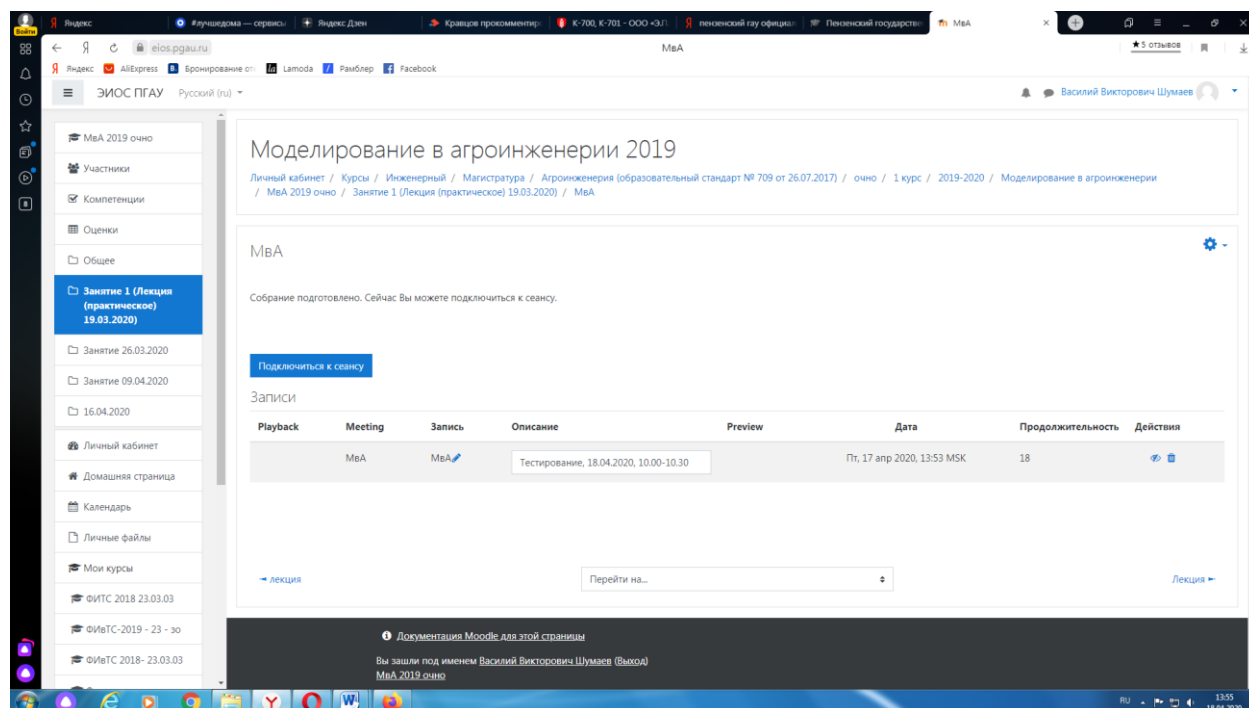 Войти
Яндекс
#лучшедома — сервисы
Яндекс Дзен
Кравцов прокомментиро
К-700, К-701 - ООО «Э.П
пензенский гау официал
Пензенский государстве
МвА
eios.pgau.ru
МвА
★ 5 отзывов
Яндекс
AliExpress
Бронирование оте
Lamoda
Рамблер
Facebook
ЭИОС ПГАУ
Русский (ru)
Василий Викторович Шумаев
МвА 2019 очно
Участники
Компетенции
Оценки
Общее
Занятие 1 (Лекция
(практическое)
19.03.2020)
Занятие 26.03.2020
Занятие 09.04.2020
16.04.2020
Личный кабинет
Домашняя страница
Календарь
Личные файлы
Мои курсы
ФИТС 2018 23.03.03
ФИвТС-2019 - 23 - зо
ФИвТС 2018- 23.03.03
Моделирование в агроинженерии 2019
Личный кабинет / Курсы / Инженерный / Магистратура / Агроинженерия (образовательный стандарт № 709 от 26.07.2017) / очно / 1 курс / 2019-2020 / Моделирование в агроинженерии
/ МвА 2019 очно / Занятие 1 (Лекция (практическое) 19.03.2020) / МвА
МвА
Собрание подготовлено. Сейчас Вы можете подключиться к сеансу.
Подключиться к сеансу
Записи
Playback Meeting Запись Описание Preview Дата Продолжительность Действия
МвА МвА Тестирование, 18.04.2020, 10.00-10.30 Пт, 17 апр 2020, 13:53 MSK 18
◄ лекция
Перейти на...
Лекция ►
Документация Moodle для этой страницы
Вы зашли под именем Василий Викторович Шумаев (Выход)
МвА 2019 очно
RU
13:55
18.04.2020